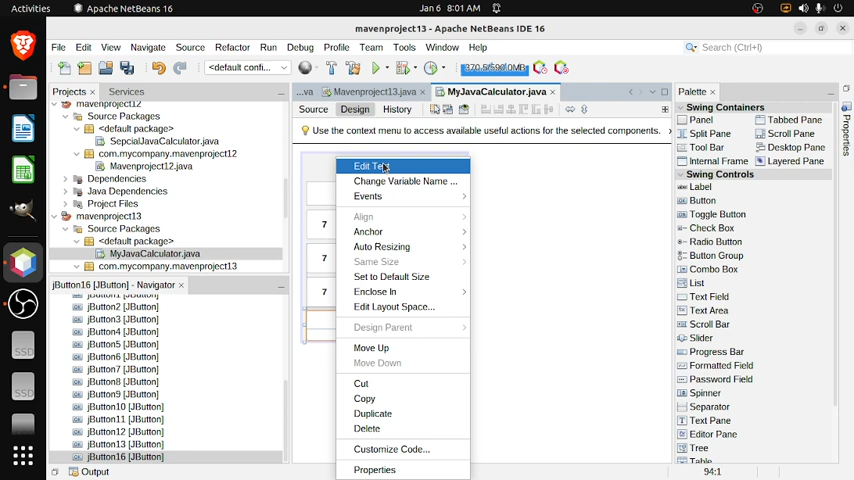 Activities
Apache NetBeans IDE 16
Jan 6 8:01 AM
mavenproject13 - Apache NetBeans IDE 16
File Edit View Navigate Source Refactor Run Debug Profile Team Tools Window Help
Search (Ctrl+I)
<default confi...
370.5/590.0MB
Projects
Services
...va
Mavenproject13.java
MyJavaCalculator.java
Palette
Source Design History
Use the context menu to access available useful actions for the selected components.
mavenproject12
Source Packages
<default package>
SepcialJavaCalculator.java
com.mycompany.mavenproject12
Mavenproject12.java
Dependencies
Java Dependencies
Project Files
mavenproject13
Source Packages
<default package>
MyJavaCalculator.java
com.mycompany.mavenproject13
jButton16 [JButton] - Navigator
jButton2 [JButton]
jButton3 [JButton]
jButton4 [JButton]
jButton5 [JButton]
jButton6 [JButton]
jButton7 [JButton]
jButton8 [JButton]
jButton9 [JButton]
jButton10 [JButton]
jButton11 [JButton]
jButton12 [JButton]
jButton13 [JButton]
jButton16 [JButton]
7
7
7
Edit Text
Change Variable Name ...
Events
Align
Anchor
Auto Resizing
Same Size
Set to Default Size
Enclose In
Edit Layout Space...
Design Parent
Move Up
Move Down
Cut
Copy
Duplicate
Delete
Customize Code...
Properties
Swing Containers
Panel
Tabbed Pane
Split Pane
Scroll Pane
Tool Bar
Desktop Pane
Internal Frame
Layered Pane
Swing Controls
Label
Button
Toggle Button
Check Box
Radio Button
Button Group
Combo Box
List
Text Field
Text Area
Scroll Bar
Slider
Progress Bar
Formatted Field
Password Field
Spinner
Separator
Text Pane
Editor Pane
Tree
Table
Properties
SSD
SSD
Output
94:1